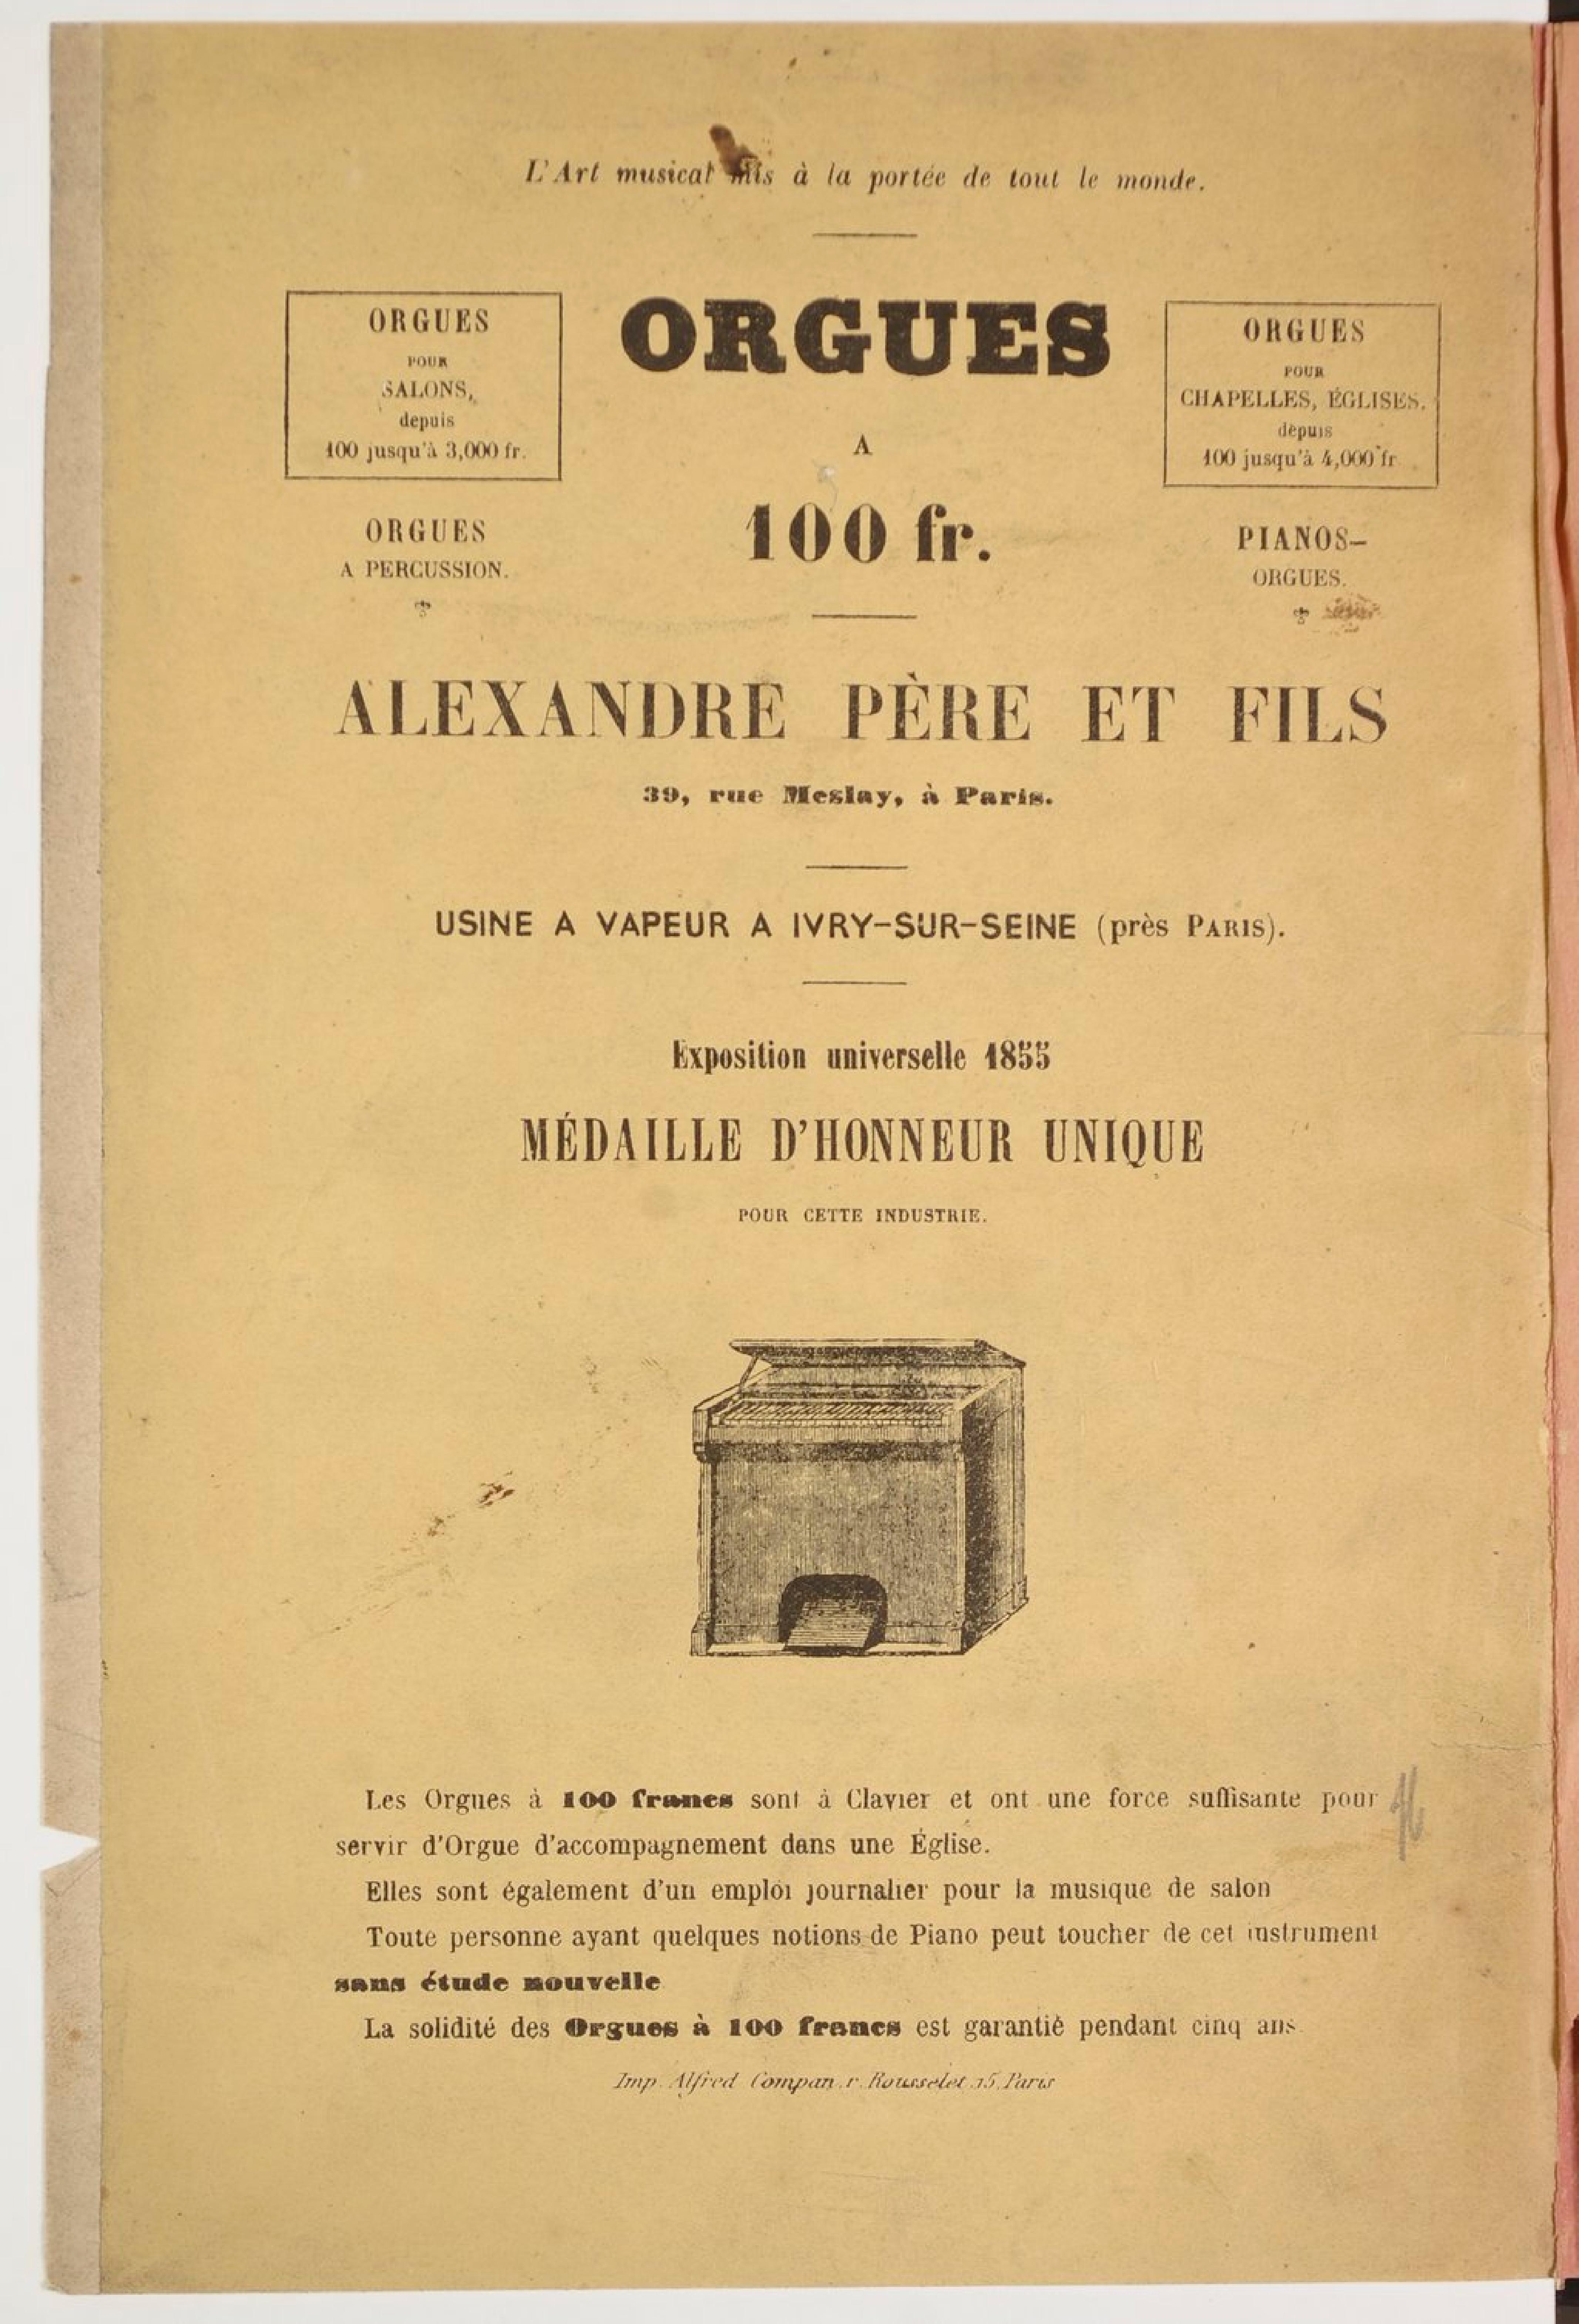 L'Art musical mis à la portée de tout le monde.
ORGUES
POUR
SALONS,
depuis
100 jusqu'à 3,000 fr.
ORGUES
A PERCUSSION.
ORGUES
A
100 fr.
ORGUES
POUR
CHAPELLES, ÉGLISES.
depuis
100 jusqu'à 4,000 fr
PIANOS-
ORGUES.
ALEXANDRE PÈRE ET FILS
39, rue Meslay, à Paris.
USINE A VAPEUR A IVRY-SUR-SEINE (près PARIS).
Exposition universelle 1855
MÉDAILLE D'HONNEUR UNIQUE
POUR CETTE INDUSTRIE.
Les Orgues à 100 francs sont à Clavier et ont une force suffisante pour
servir d'Orgue d'accompagnement dans une Église.
Elles sont également d'un emploi journalier pour la musique de salon
Toute personne ayant quelques notions de Piano peut toucher de cet instrument
sans étude nouvelle
La solidité des Orgues à 100 francs est garantie pendant cinq ans
Imp. Alfred Compan, r. Rousselet 15, Paris